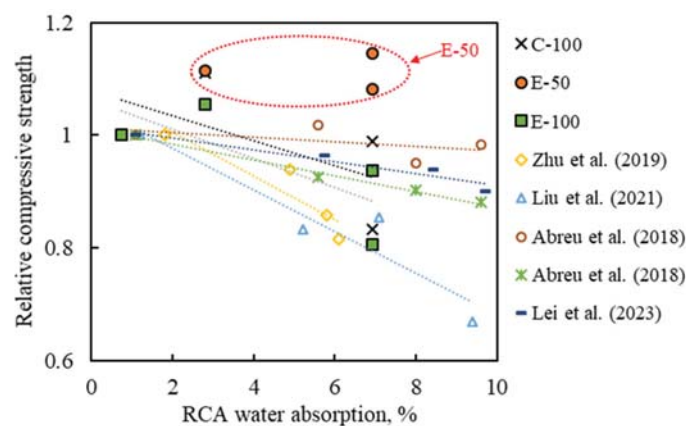 1.2
1
0.8
0.6
0
2
4
6
8
10
Relative compressive strength
RCA water absorption, %
E-50
C-100
E-50
E-100
Zhu et al. (2019)
Liu et al. (2021)
Abreu et al. (2018)
Abreu et al. (2018)
Lei et al. (2023)